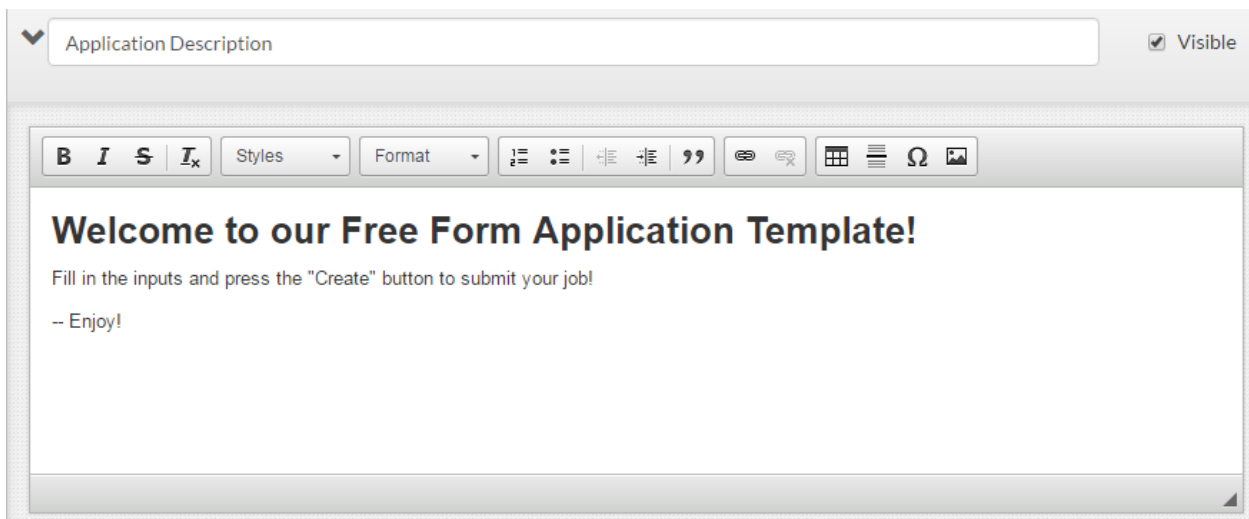 Application Description
Visible
B I S Tx Styles Format Ω
Welcome to our Free Form Application Template!
Fill in the inputs and press the "Create" button to submit your job!
-- Enjoy!